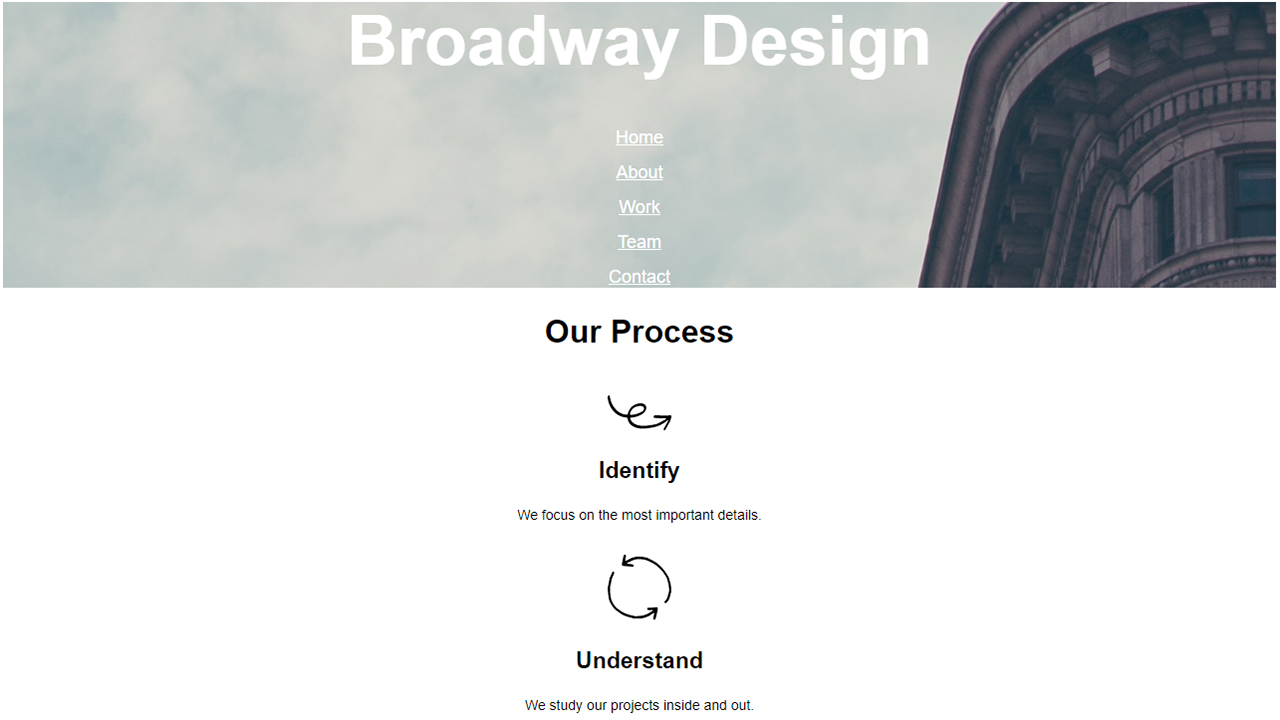 Broadway Design
Home
About
Work
Team
Contact
Our Process
Identify
We focus on the most important details.
Understand
We study our projects inside and out.